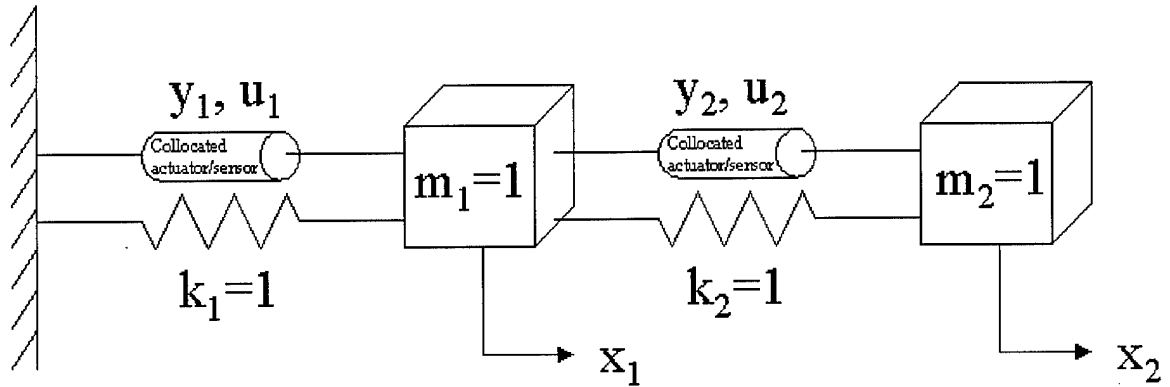 y₁, u₁
Collocated
actuator/sensor
m₁=1
k₁=1
x₁
y₂, u₂
Collocated
actuator/sensor
m₂=1
k₂=1
x₂